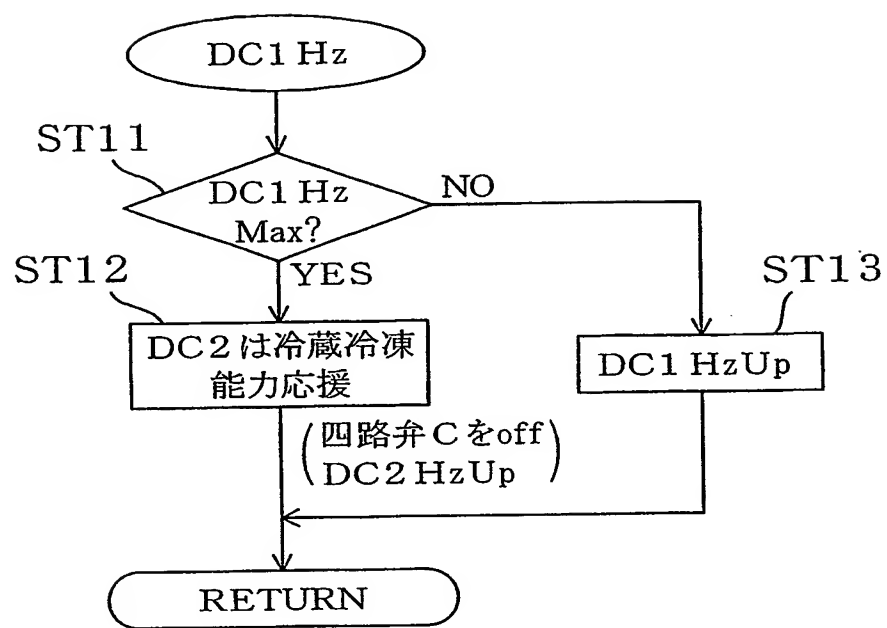 DC1 Hz
ST11
DC1 Hz
Max?
NO
YES
ST12
ST13
DC2は冷蔵冷凍
能力応援
DC1 HzUp
(四路弁Cをoff
DC2 HzUp)
RETURN